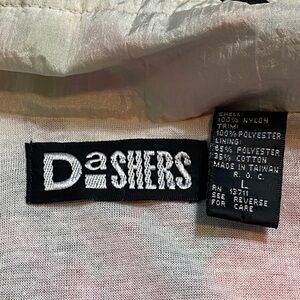 DaSHERS
SHELL:
100% NYLON
TRIM:
100% POLYESTER
LINING:
65% POLYESTER
35% COTTON
MADE IN TAIWAN
R. O. C.
L
RN 13711
SEE REVERSE
FOR CARE